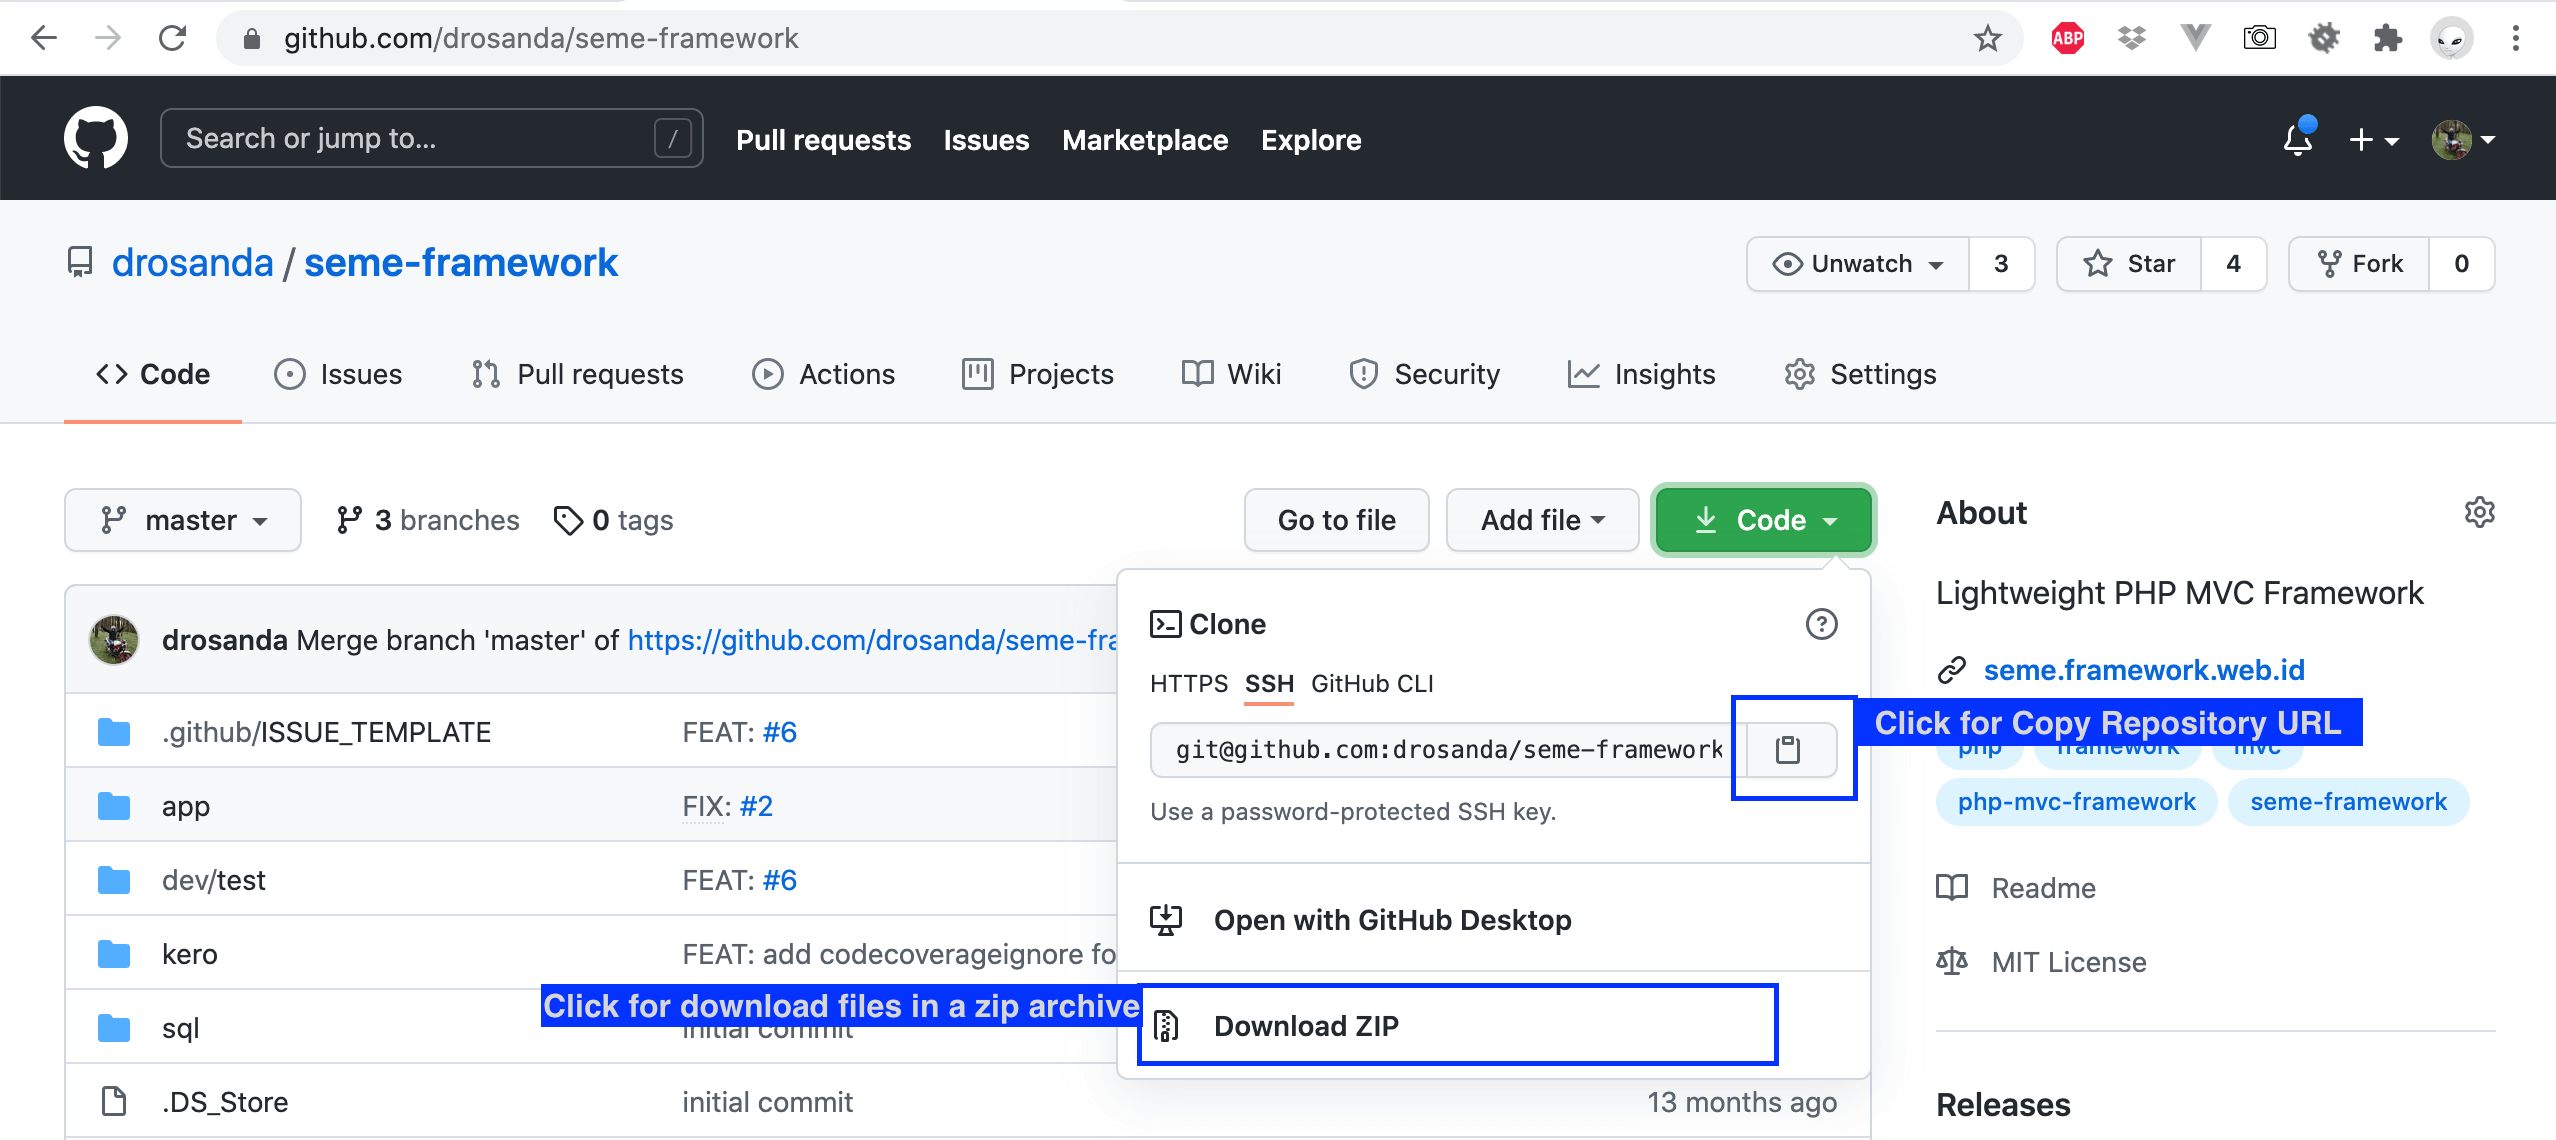 github.com/drosanda/seme-framework
ABP
Search or jump to... /
Pull requests Issues Marketplace Explore
drosanda / seme-framework
Unwatch 3 Star 4 Fork 0
Code Issues Pull requests Actions Projects Wiki Security Insights Settings
master 3 branches 0 tags
Go to file Add file Code
About
Lightweight PHP MVC Framework
seme.framework.web.id
Click for Copy Repository URL
php framework mvc
php-mvc-framework seme-framework
Readme
MIT License
Releases
Clone
HTTPS SSH GitHub CLI
git@github.com:drosanda/seme-framework
Use a password-protected SSH key.
Open with GitHub Desktop
Click for download files in a zip archive
Download ZIP
drosanda Merge branch 'master' of https://github.com/drosanda/seme-fra
.github/ISSUE_TEMPLATE FEAT: #6
app FIX: #2
dev/test FEAT: #6
kero FEAT: add codecoverageignore fo
sql initial commit
.DS_Store initial commit 13 months ago